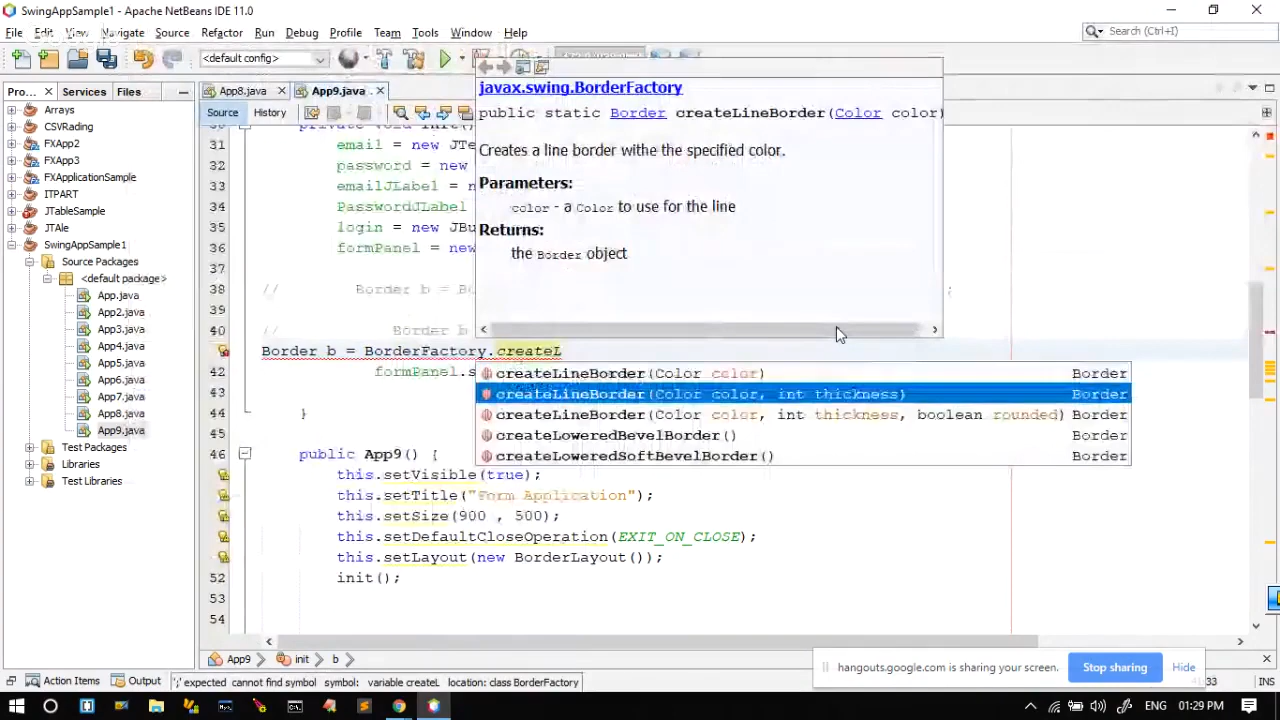 SwingAppSample1 - Apache NetBeans IDE 11.0
File Edit View Navigate Source Refactor Run Debug Profile Team Tools Window Help
Search (Ctrl+I)
<default config>
Pro... Services Files
App8.java App9.java
Source History
Arrays
CSVRading
FXApp2
FXApp3
FXApplicationSample
ITPART
JTableSample
JTAle
SwingAppSample1
Source Packages
<default package>
App.java
App2.java
App3.java
App4.java
App5.java
App6.java
App7.java
App8.java
App9.java
Test Packages
Libraries
Test Libraries
30 private void init()
31 email = new JTe
32 password = new
33 emailJLabel = n
34 PasswordJLabel
35 login = new JBu
36 formPanel = new
37
38 // Border b = Bo ;
39
40 // Border b
Border b = BorderFactory.createL
42 formPanel.s
43
44 }
45
46 public App9() {
this.setVisible(true);
this.setTitle("Form Application");
this.setSize(900 , 500);
this.setDefaultCloseOperation(EXIT_ON_CLOSE);
this.setLayout(new BorderLayout());
52 init();
53
54
javax.swing.BorderFactory
public static Border createLineBorder(Color color)
Creates a line border withe the specified color.
Parameters:
color - a Color to use for the line
Returns:
the Border object
createLineBorder(Color color) Border
createLineBorder(Color color, int thickness) Border
createLineBorder(Color color, int thickness, boolean rounded) Border
createLoweredBevelBorder() Border
createLoweredSoftBevelBorder() Border
App9 init b
hangouts.google.com is sharing your screen. Stop sharing Hide
Action Items Output ';' expected cannot find symbol symbol: variable createL location: class BorderFactory
INS
ENG 01:29 PM